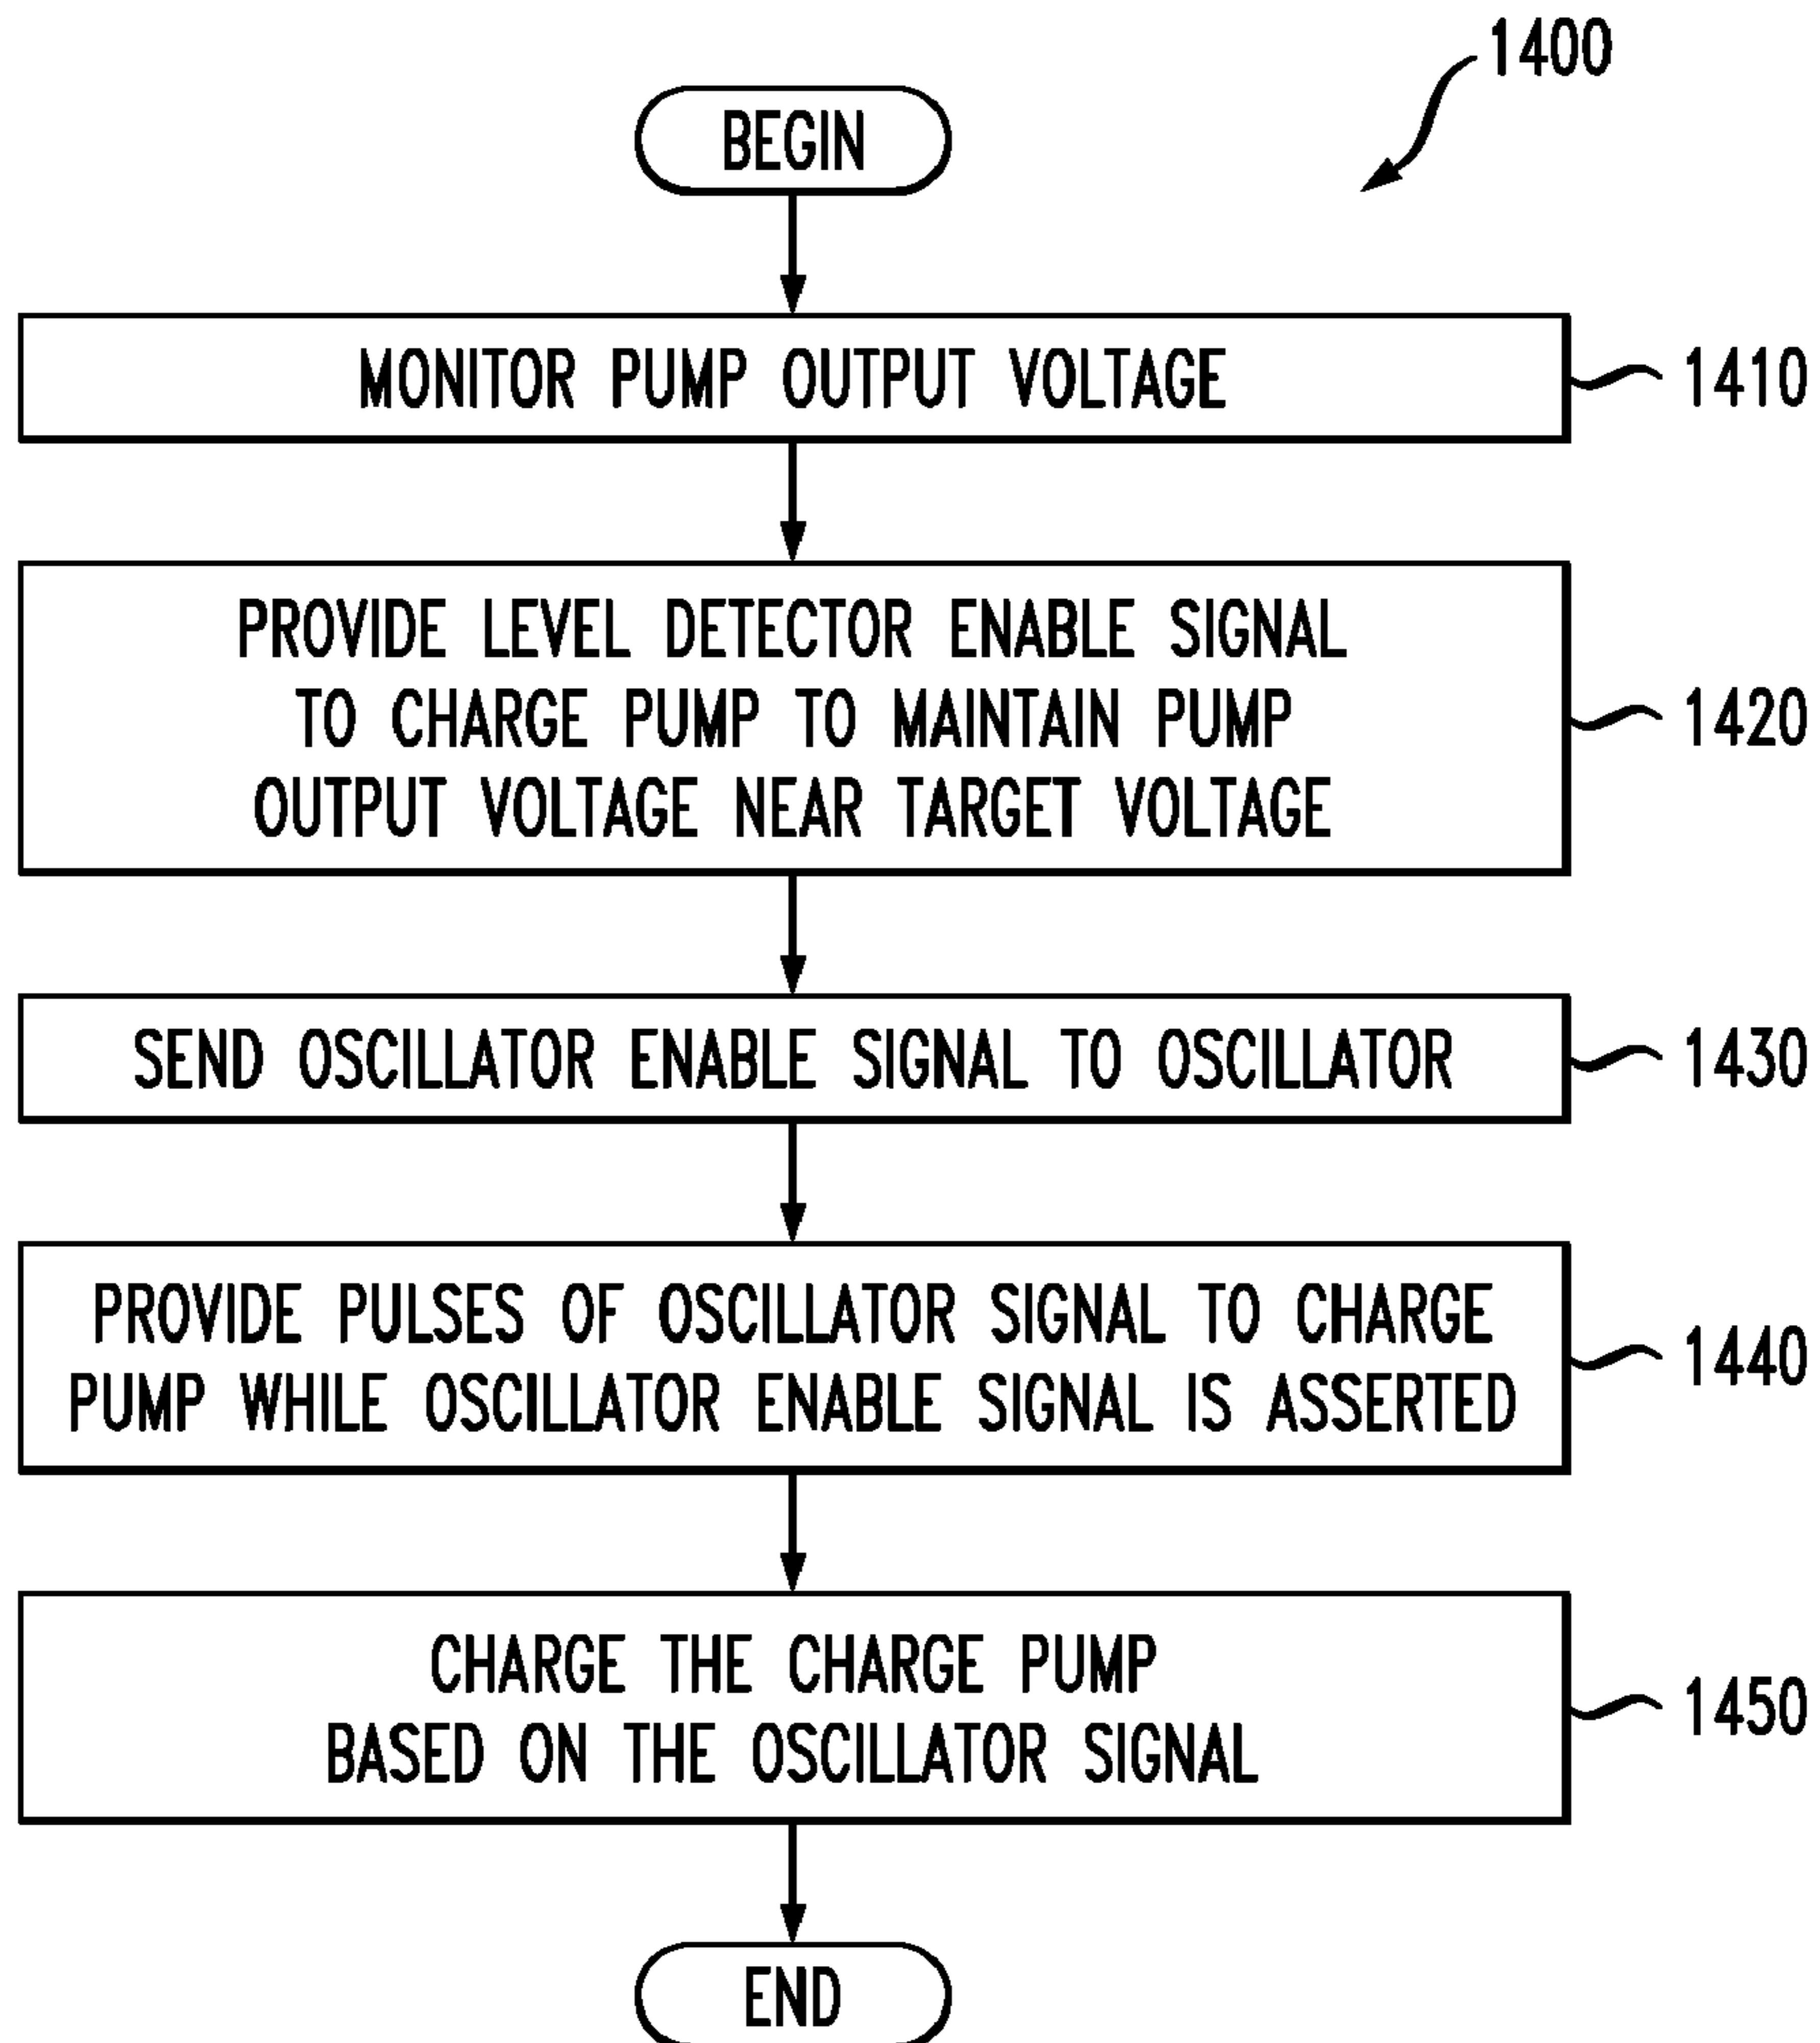 1400
BEGIN
MONITOR PUMP OUTPUT VOLTAGE
1410
PROVIDE LEVEL DETECTOR ENABLE SIGNAL
TO CHARGE PUMP TO MAINTAIN PUMP
OUTPUT VOLTAGE NEAR TARGET VOLTAGE
1420
SEND OSCILLATOR ENABLE SIGNAL TO OSCILLATOR
1430
PROVIDE PULSES OF OSCILLATOR SIGNAL TO CHARGE
PUMP WHILE OSCILLATOR ENABLE SIGNAL IS ASSERTED
1440
CHARGE THE CHARGE PUMP
BASED ON THE OSCILLATOR SIGNAL
1450
END